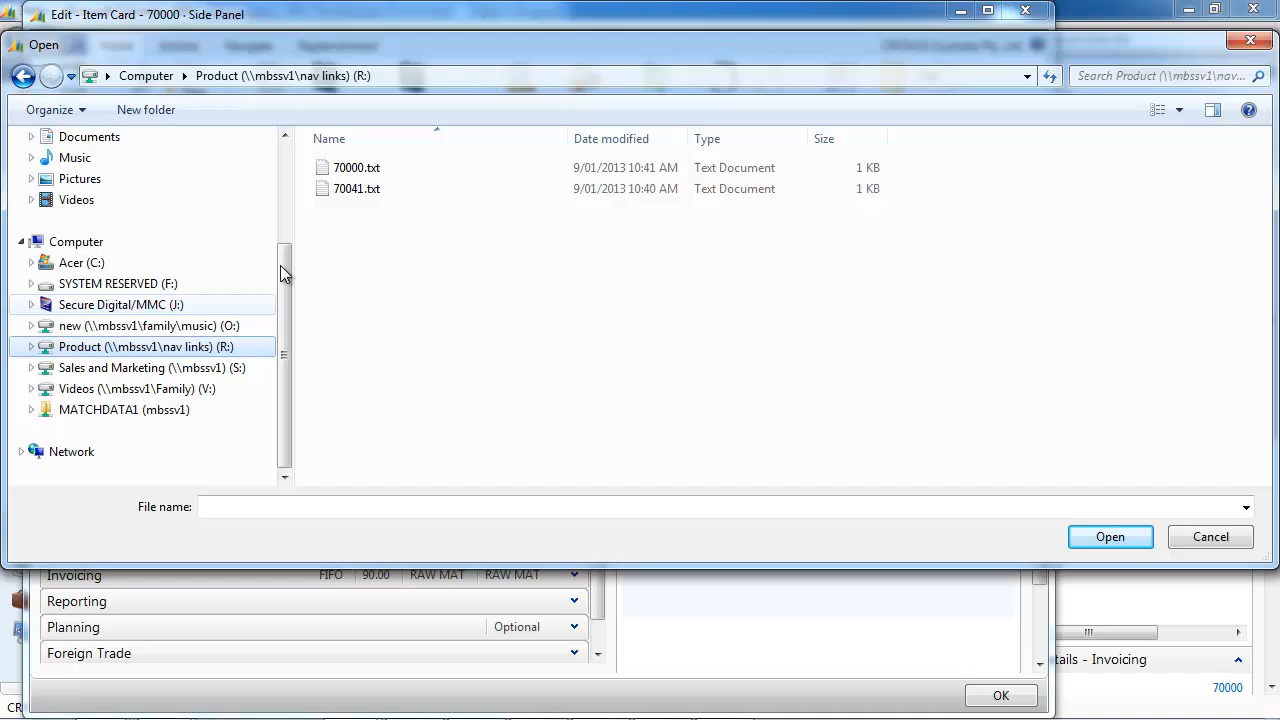 Edit - Item Card - 70000 · Side Panel
Open
Computer
Product (\\mbssv1\nav links) (R:)
Search Product (\\mbssv1\nav...
Organize
New folder
Name
Date modified
Type
Size
Documents
Music
Pictures
Videos
Computer
Acer (C:)
SYSTEM RESERVED (F:)
Secure Digital/MMC (J:)
new (\\mbssv1\family\music) (O:)
Product (\\mbssv1\nav links) (R:)
Sales and Marketing (\\mbssv1) (S:)
Videos (\\mbssv1\Family) (V:)
MATCHDATA1 (mbssv1)
Network
70000.txt 9/01/2013 10:41 AM Text Document 1 KB
70041.txt 9/01/2013 10:40 AM Text Document 1 KB
File name:
Open
Cancel
Invoicing FIFO 90.00 RAW MAT RAW MAT
Reporting
Planning Optional
Foreign Trade
tails - Invoicing
70000
OK
CR